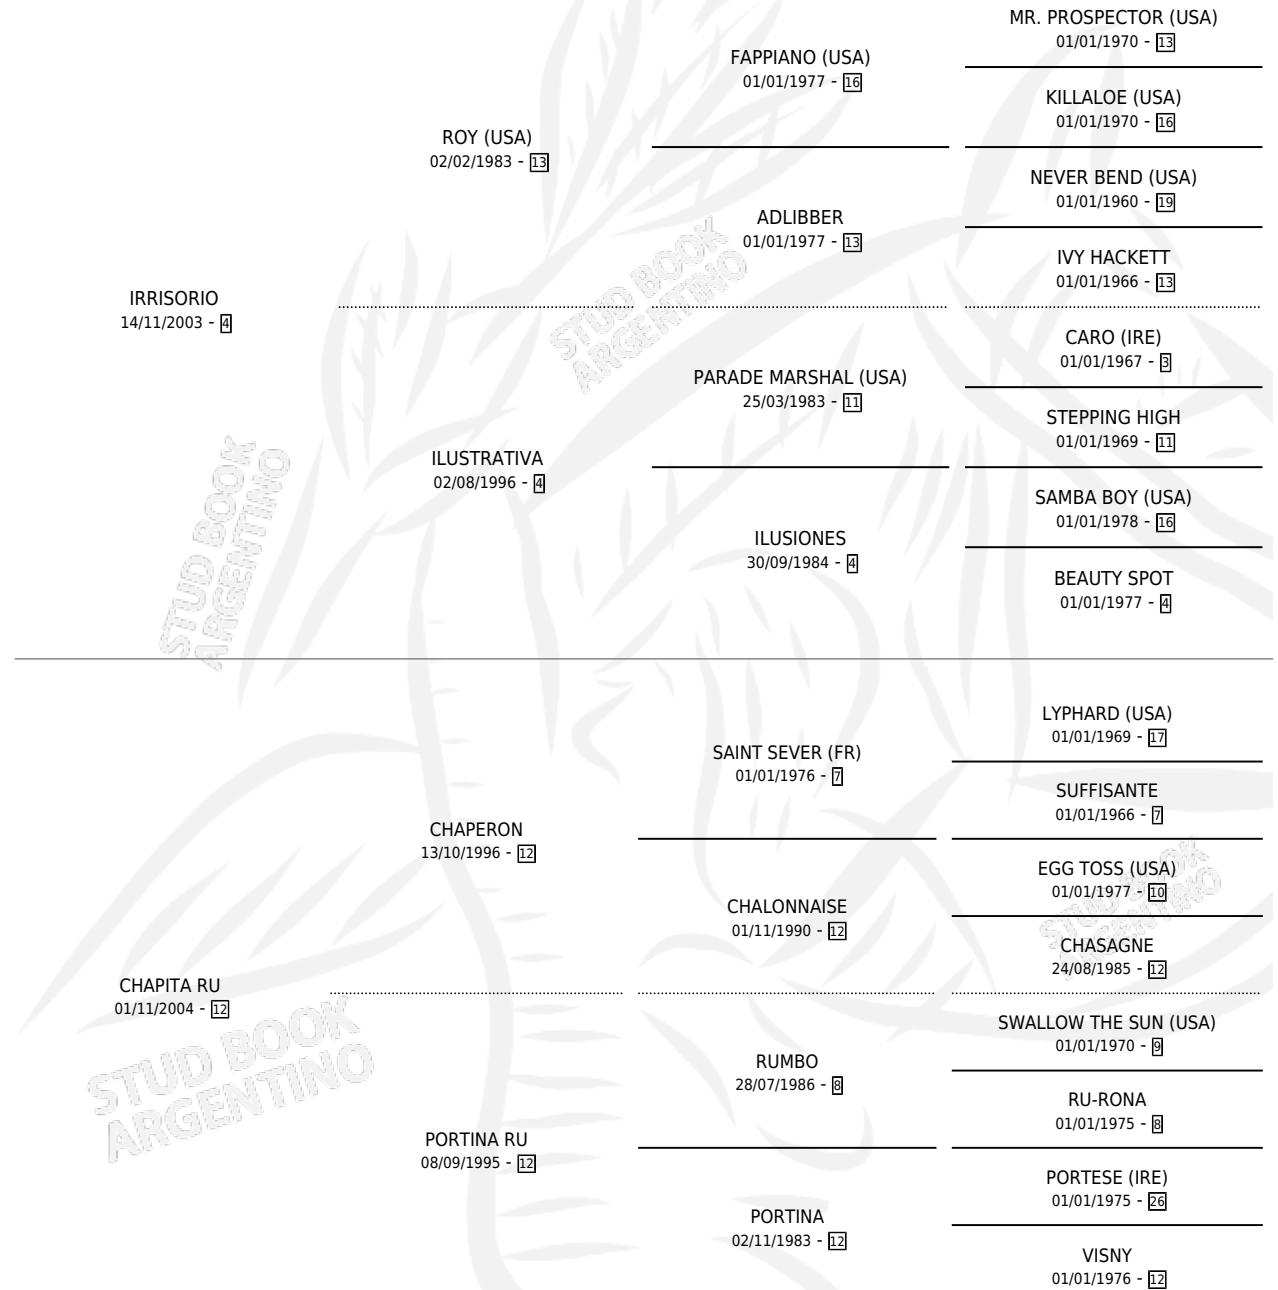 MR. PROSPECTOR (USA)
01/01/1970 - 13
FAPPIANO (USA)
01/01/1977 - 16
KILLALOE (USA)
01/01/1970 - 16
ROY (USA)
02/02/1983 - 13
NEVER BEND (USA)
01/01/1960 - 19
ADLIBBER
01/01/1977 - 13
IVY HACKETT
01/01/1966 - 13
IRRISORIO
14/11/2003 - 4
CARO (IRE)
01/01/1967 - 3
PARADE MARSHAL (USA)
25/03/1983 - 11
STEPPING HIGH
01/01/1969 - 11
ILUSTRATIVA
02/08/1996 - 4
SAMBA BOY (USA)
01/01/1978 - 16
ILUSIONES
30/09/1984 - 4
BEAUTY SPOT
01/01/1977 - 4
STUD BOOK
ARGENTINO
STUD BOOK
ARGENTINO
LYPHARD (USA)
01/01/1969 - 17
SAINT SEVER (FR)
01/01/1976 - 7
SUFFISANTE
01/01/1966 - 7
CHAPERON
13/10/1996 - 12
EGG TOSS (USA)
01/01/1977 - 10
CHALONNAISE
01/11/1990 - 12
CHASAGNE
24/08/1985 - 12
STUD BOOK
ARGENTINO
CHAPITA RU
01/11/2004 - 12
SWALLOW THE SUN (USA)
01/01/1970 - 9
RUMBO
28/07/1986 - 8
RU-RONA
01/01/1975 - 8
PORTINA RU
08/09/1995 - 12
PORTESE (IRE)
01/01/1975 - 26
PORTINA
02/11/1983 - 12
VISNY
01/01/1976 - 12
STUD BOOK
ARGENTINO